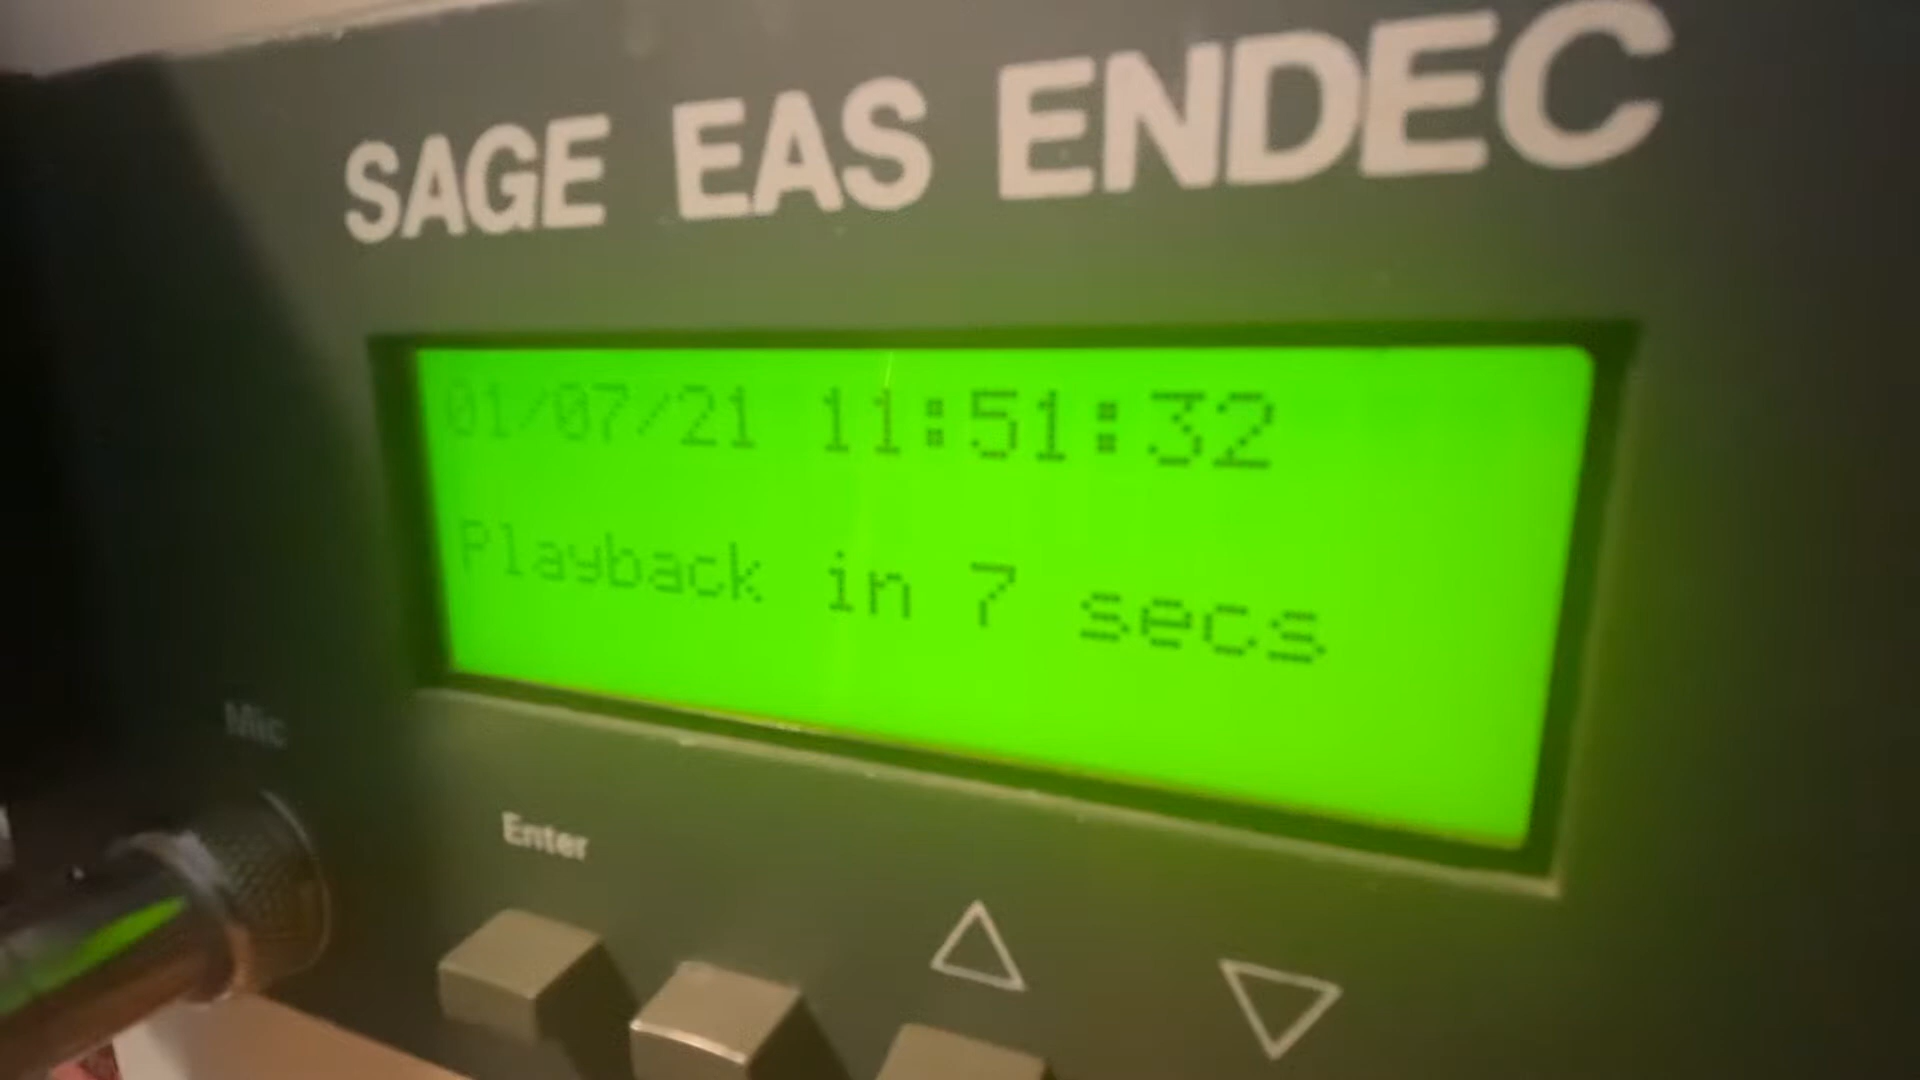 SAGE EAS ENDEC
01/07/21 11:51:32
Playback in 7 secs
Mic
Enter